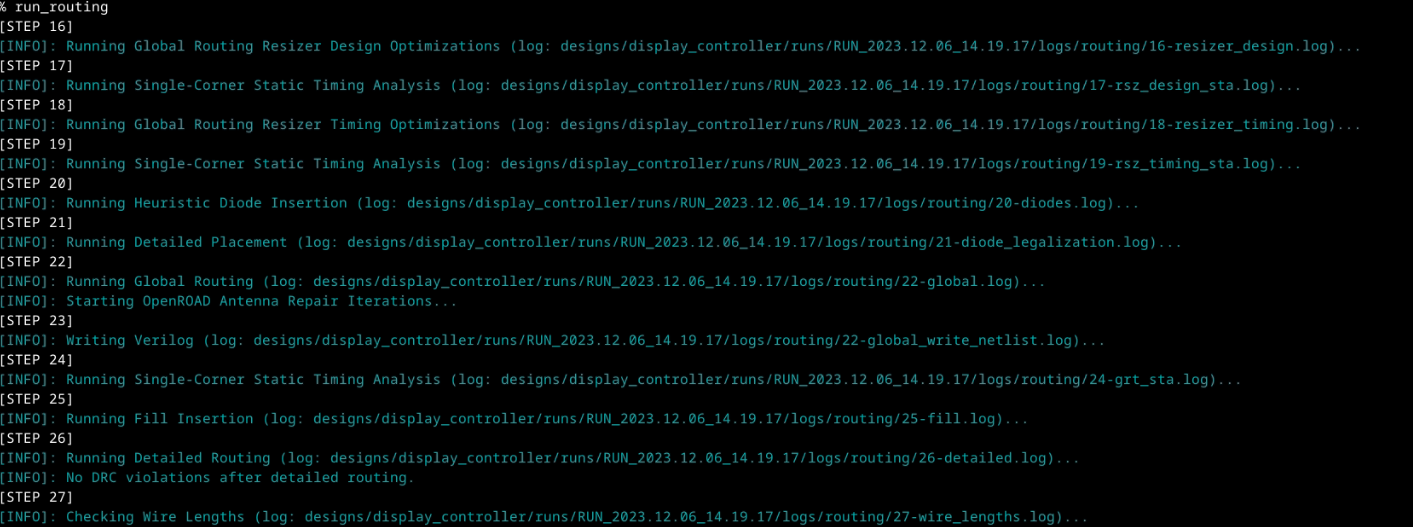 % run_routing
[STEP 16]
[INFO]: Running Global Routing Resizer Design Optimizations (log: designs/display_controller/runs/RUN_2023.12.06_14.19.17/logs/routing/16-resizer_design.log)...
[STEP 17]
[INFO]: Running Single-Corner Static Timing Analysis (log: designs/display_controller/runs/RUN_2023.12.06_14.19.17/logs/routing/17-rsz_design_sta.log)...
[STEP 18]
[INFO]: Running Global Routing Resizer Timing Optimizations (log: designs/display_controller/runs/RUN_2023.12.06_14.19.17/logs/routing/18-resizer_timing.log)...
[STEP 19]
[INFO]: Running Single-Corner Static Timing Analysis (log: designs/display_controller/runs/RUN_2023.12.06_14.19.17/logs/routing/19-rsz_timing_sta.log)...
[STEP 20]
[INFO]: Running Heuristic Diode Insertion (log: designs/display_controller/runs/RUN_2023.12.06_14.19.17/logs/routing/20-diodes.log)...
[STEP 21]
[INFO]: Running Detailed Placement (log: designs/display_controller/runs/RUN_2023.12.06_14.19.17/logs/routing/21-diode_legalization.log)...
[STEP 22]
[INFO]: Running Global Routing (log: designs/display_controller/runs/RUN_2023.12.06_14.19.17/logs/routing/22-global.log)...
[INFO]: Starting OpenROAD Antenna Repair Iterations...
[STEP 23]
[INFO]: Writing Verilog (log: designs/display_controller/runs/RUN_2023.12.06_14.19.17/logs/routing/22-global_write_netlist.log)...
[STEP 24]
[INFO]: Running Single-Corner Static Timing Analysis (log: designs/display_controller/runs/RUN_2023.12.06_14.19.17/logs/routing/24-grt_sta.log)...
[STEP 25]
[INFO]: Running Fill Insertion (log: designs/display_controller/runs/RUN_2023.12.06_14.19.17/logs/routing/25-fill.log)...
[STEP 26]
[INFO]: Running Detailed Routing (log: designs/display_controller/runs/RUN_2023.12.06_14.19.17/logs/routing/26-detailed.log)...
[INFO]: No DRC violations after detailed routing.
[STEP 27]
[INFO]: Checking Wire Lengths (log: designs/display_controller/runs/RUN_2023.12.06_14.19.17/logs/routing/27-wire_lengths.log)...